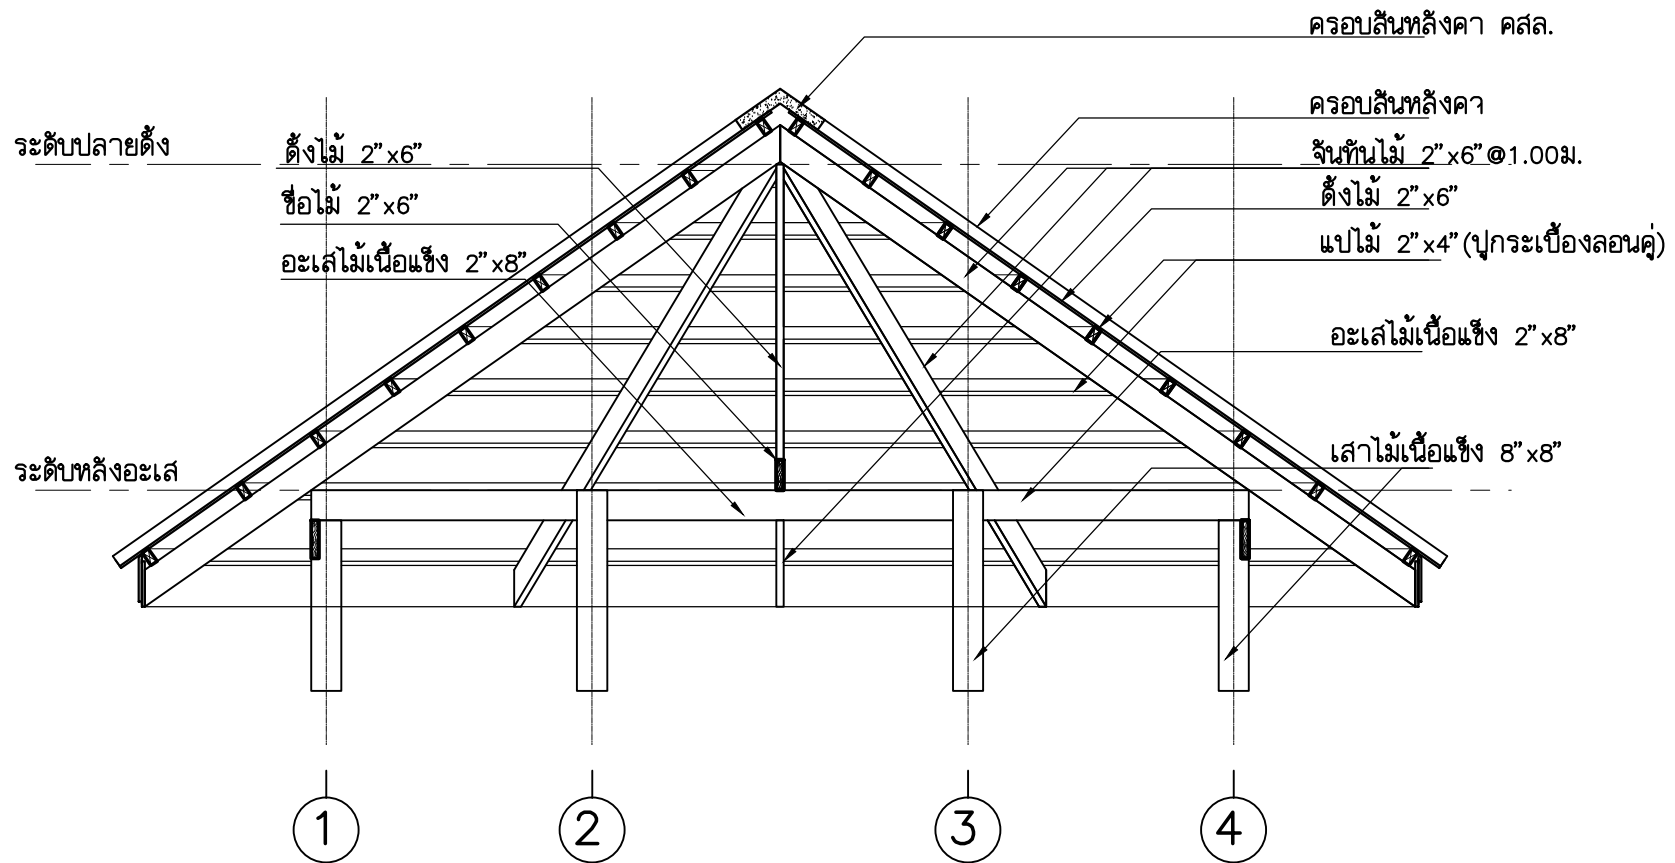 ครอบสันหลังคา คสล.
ครอบสันหลังคา
ระดับปลายดั้ง
ดั้งไม้ 2"x6"
จันทันไม้ 2"x6"@1.00ม.
ขื่อไม้ 2"x6"
ดั้งไม้ 2"x6"
อะเสไม้เนื้อแข็ง 2"x8"
แปไม้ 2"x4"(ปูกระเบื้องลอนคู่)
อะเสไม้เนื้อแข็ง 2"x8"
ระดับหลังอะเส
เสาไม้เนื้อแข็ง 8"x8"
1 2 3 4